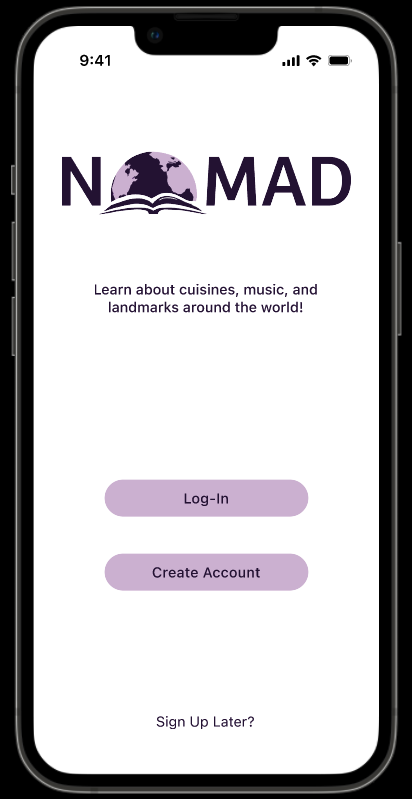 9:41
NOMAD
Learn about cuisines, music, and
landmarks around the world!
Log-In
Create Account
Sign Up Later?